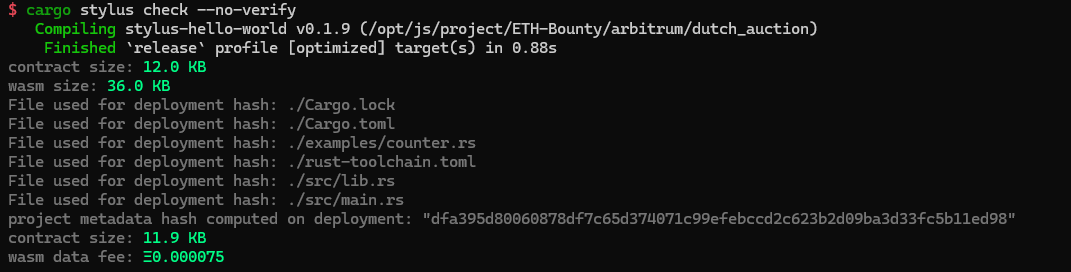 $ cargo stylus check --no-verify
Compiling stylus-hello-world v0.1.9 (/opt/js/project/ETH-Bounty/arbitrum/dutch_auction)
Finished `release` profile [optimized] target(s) in 0.88s
contract size: 12.0 KB
wasm size: 36.0 KB
File used for deployment hash: ./Cargo.lock
File used for deployment hash: ./Cargo.toml
File used for deployment hash: ./examples/counter.rs
File used for deployment hash: ./rust-toolchain.toml
File used for deployment hash: ./src/lib.rs
File used for deployment hash: ./src/main.rs
project metadata hash computed on deployment: "dfa395d80060878df7c65d374071c99efebccd2c623b2d09ba3d33fc5b11ed98"
contract size: 11.9 KB
wasm data fee: Ξ0.000075